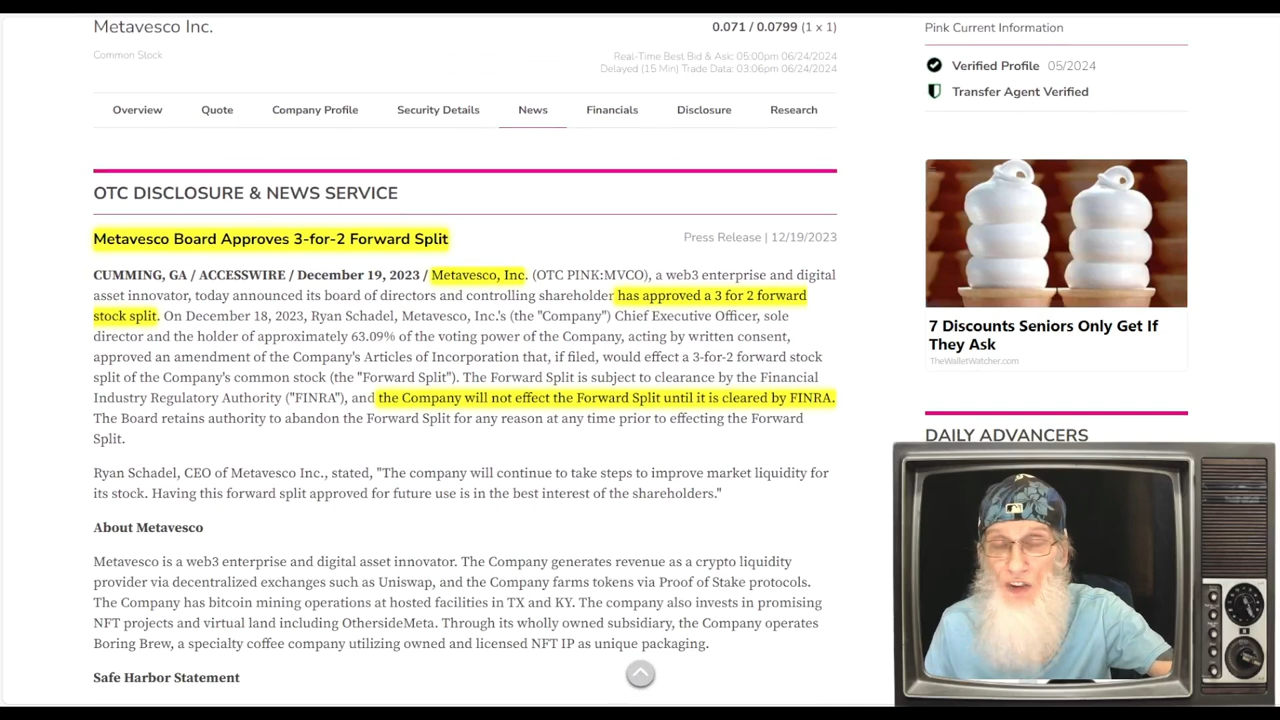 Metavesco Inc.
0.071 / 0.0799 (1 x 1)
Common Stock
Real-Time Best Bid & Ask: 05:00pm 06/24/2024
Delayed (15 Min) Trade Data: 03:06pm 06/24/2024
Overview Quote Company Profile Security Details News Financials Disclosure Research
OTC DISCLOSURE & NEWS SERVICE
Metavesco Board Approves 3-for-2 Forward Split
Press Release | 12/19/2023
CUMMING, GA / ACCESSWIRE / December 19, 2023 / Metavesco, Inc. (OTC PINK:MVCO), a web3 enterprise and digital
asset innovator, today announced its board of directors and controlling shareholder has approved a 3 for 2 forward
stock split. On December 18, 2023, Ryan Schadel, Metavesco, Inc.'s (the "Company") Chief Executive Officer, sole
director and the holder of approximately 63.09% of the voting power of the Company, acting by written consent,
approved an amendment of the Company's Articles of Incorporation that, if filed, would effect a 3-for-2 forward stock
split of the Company's common stock (the "Forward Split"). The Forward Split is subject to clearance by the Financial
Industry Regulatory Authority ("FINRA"), and the Company will not effect the Forward Split until it is cleared by FINRA.
The Board retains authority to abandon the Forward Split for any reason at any time prior to effecting the Forward
Split.
Ryan Schadel, CEO of Metavesco Inc., stated, "The company will continue to take steps to improve market liquidity for
its stock. Having this forward split approved for future use is in the best interest of the shareholders."
About Metavesco
Metavesco is a web3 enterprise and digital asset innovator. The Company generates revenue as a crypto liquidity
provider via decentralized exchanges such as Uniswap, and the Company farms tokens via Proof of Stake protocols.
The Company has bitcoin mining operations at hosted facilities in TX and KY. The company also invests in promising
NFT projects and virtual land including OthersideMeta. Through its wholly owned subsidiary, the Company operates
Boring Brew, a specialty coffee company utilizing owned and licensed NFT IP as unique packaging.
Safe Harbor Statement
Pink Current Information
Verified Profile 05/2024
Transfer Agent Verified
7 Discounts Seniors Only Get If
They Ask
TheWalletWatcher.com
DAILY ADVANCERS